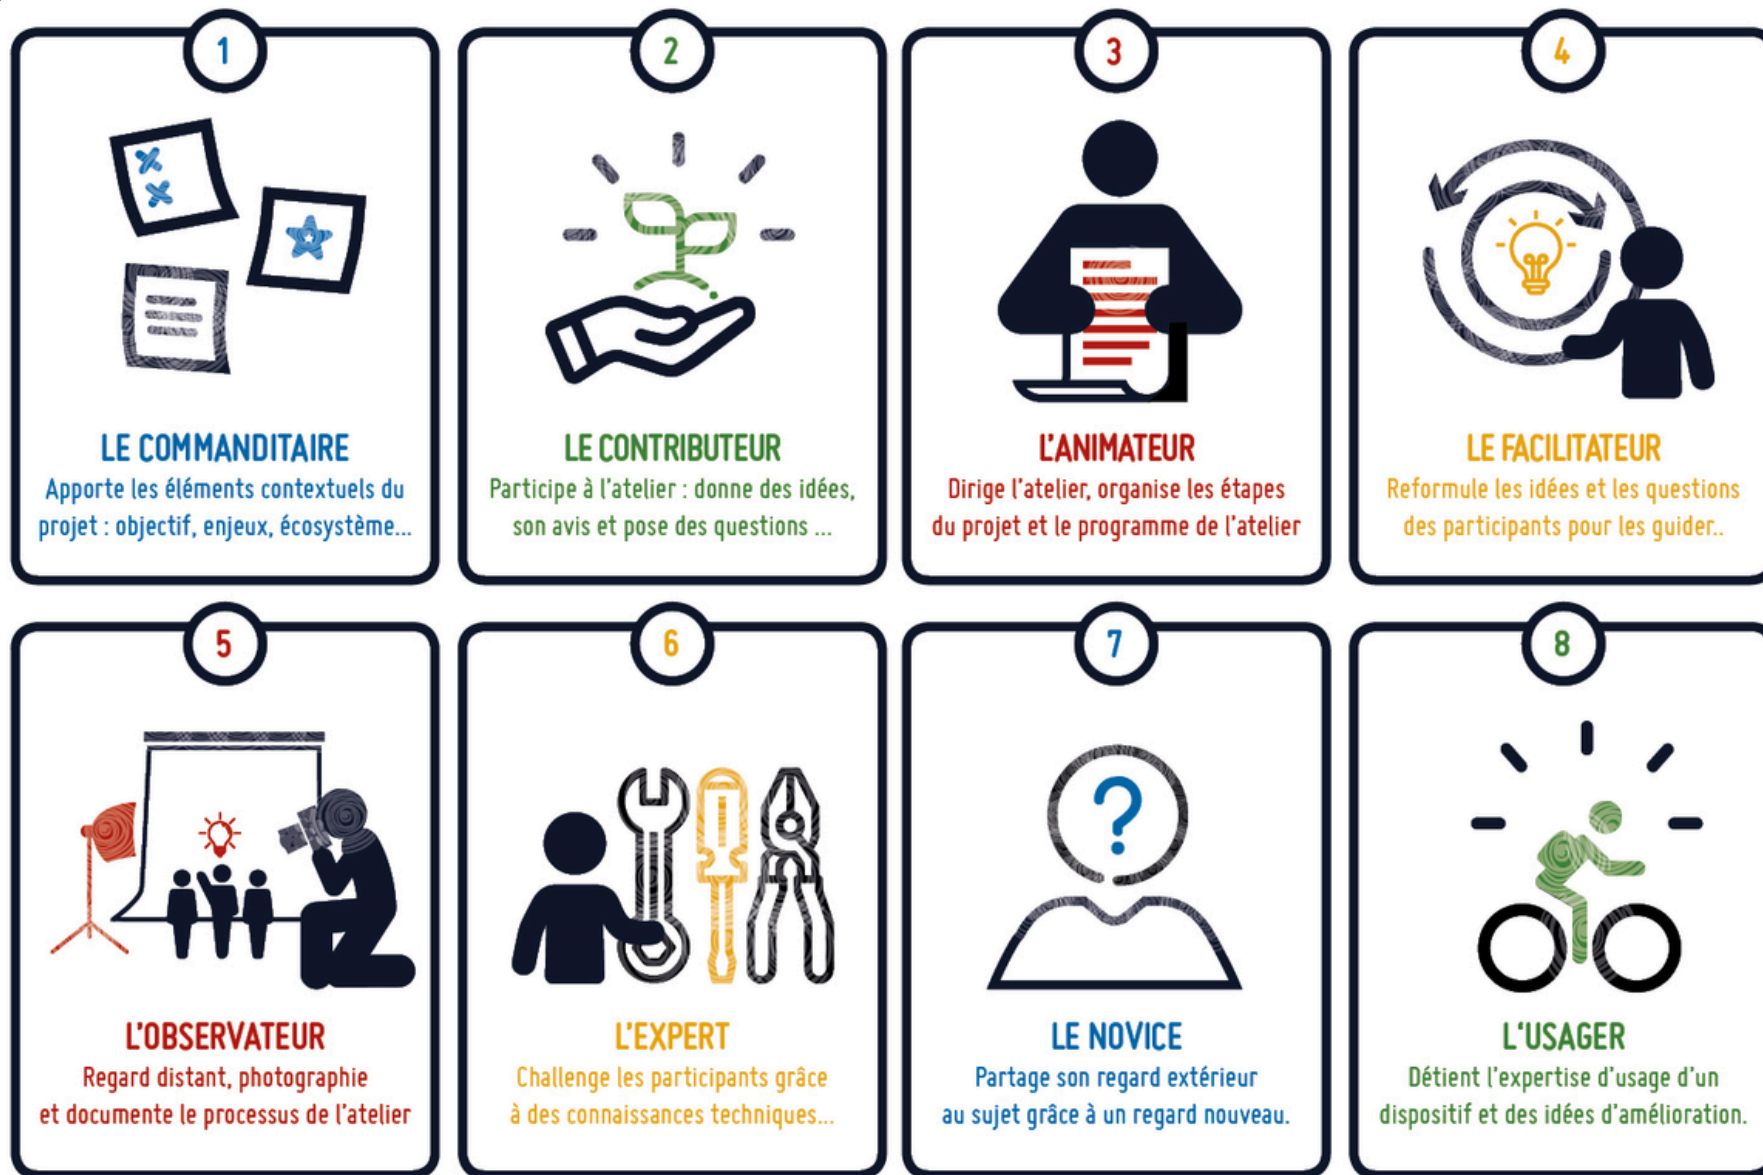 1
LE COMMANDITAIRE
Apporte les éléments contextuels du
projet : objectif, enjeux, écosystème...
2
LE CONTRIBUTEUR
Participe à l'atelier : donne des idées,
son avis et pose des questions ...
3
L'ANIMATEUR
Dirige l'atelier, organise les étapes
du projet et le programme de l'atelier
4
LE FACILITATEUR
Reformule les idées et les questions
des participants pour les guider..
5
L'OBSERVATEUR
Regard distant, photographie
et documente le processus de l'atelier
6
L'EXPERT
Challenge les participants grâce
à des connaissances techniques...
7
?
LE NOVICE
Partage son regard extérieur
au sujet grâce à un regard nouveau.
8
L'USAGER
Détient l'expertise d'usage d'un
dispositif et des idées d'amélioration.